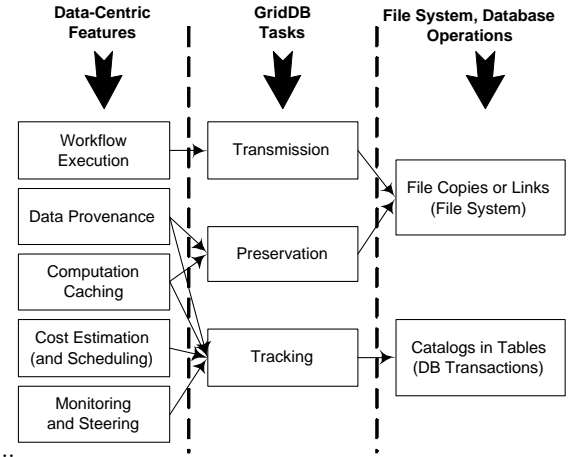 Data-Centric
Features
GridDB
Tasks
File System, Database
Operations
Workflow
Execution
Data Provenance
Computation
Caching
Cost Estimation
(and Scheduling)
Monitoring
and Steering
Transmission
Preservation
Tracking
File Copies or Links
(File System)
Catalogs in Tables
(DB Transactions)
..